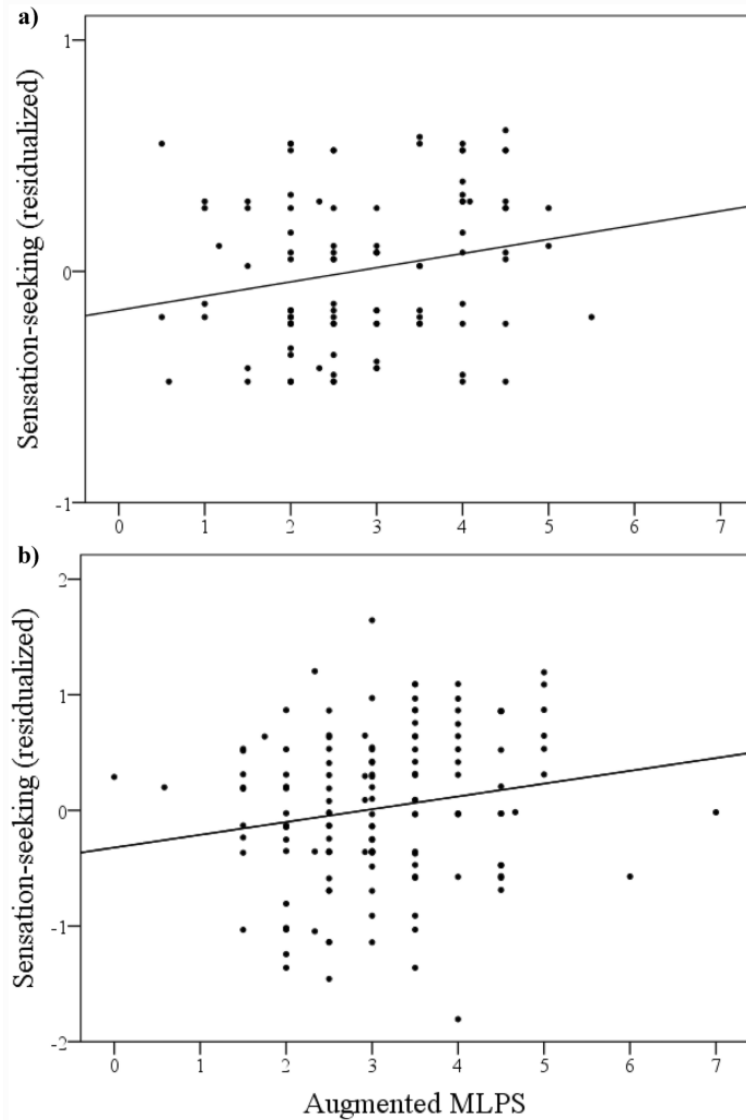 a)
Sensation-seeking (residualized)
1
0
-1
0 1 2 3 4 5 6 7
b)
Sensation-seeking (residualized)
2
1
0
-1
-2
0 1 2 3 4 5 6 7
Augmented MLPS